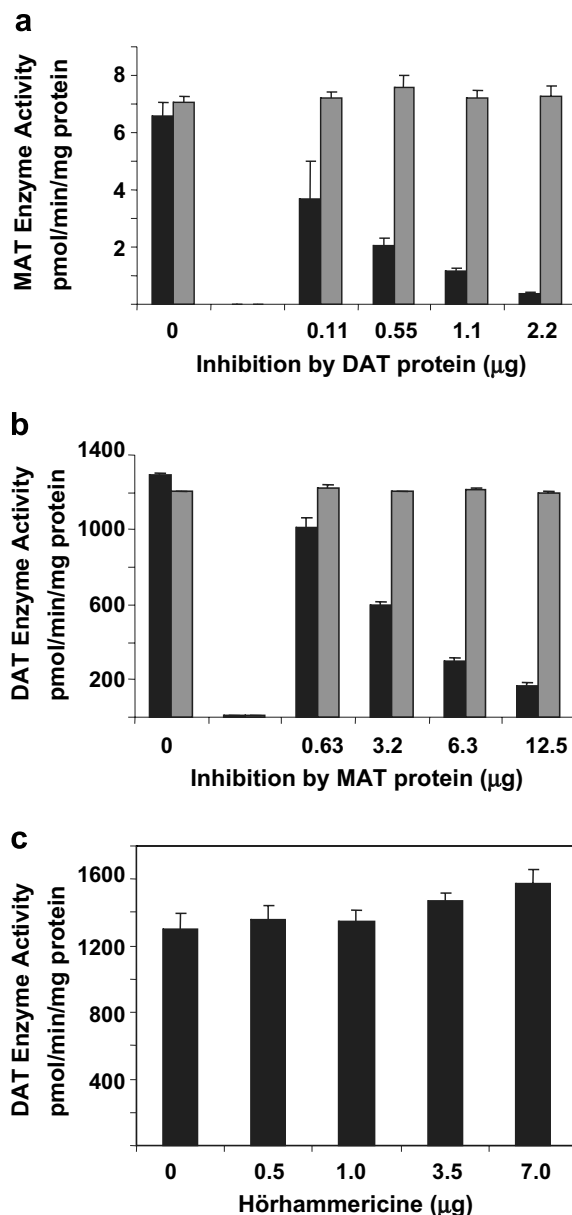 a
MAT Enzyme Activity
pmol/min/mg protein
8
6
4
2
0 0.11 0.55 1.1 2.2
Inhibition by DAT protein (μg)
b
DAT Enzyme Activity
pmol/min/mg protein
1400
1000
600
200
0 0.63 3.2 6.3 12.5
Inhibition by MAT protein (μg)
c
DAT Enzyme Activity
pmol/min/mg protein
1600
1200
800
400
0 0.5 1.0 3.5 7.0
Hörhammericine (μg)